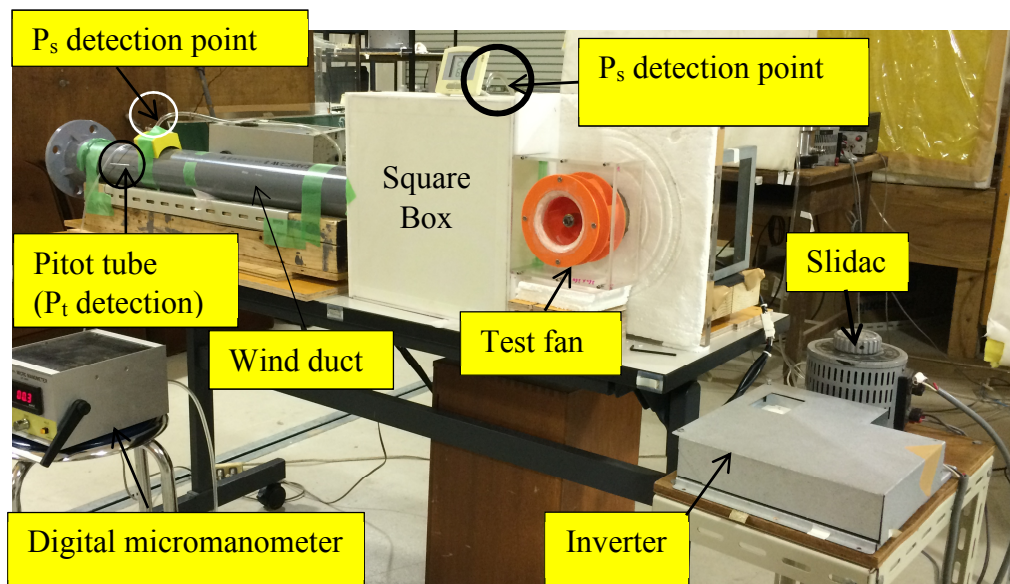 Pₛ detection point
Pₛ detection point
Square
Box
Pitot tube
(Pₜ detection)
Wind duct
Test fan
Slidac
Digital micromanometer
Inverter